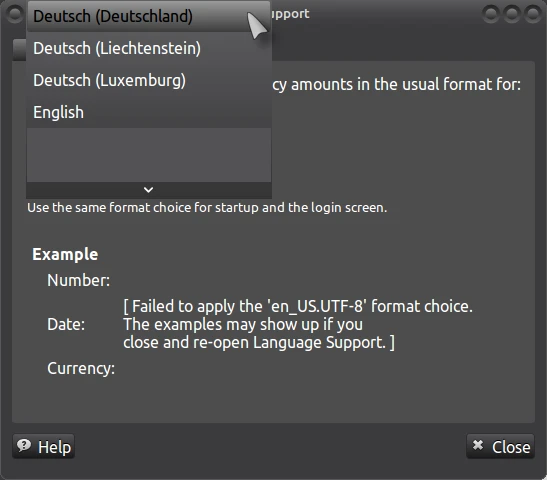 Deutsch (Deutschland)
upport
Deutsch (Liechtenstein)
cy amounts in the usual format for:
Deutsch (Luxemburg)
English
Use the same format choice for startup and the login screen.
Example
Number:
[ Failed to apply the 'en_US.UTF-8' format choice.
Date: The examples may show up if you
close and re-open Language Support. ]
Currency:
Help
Close